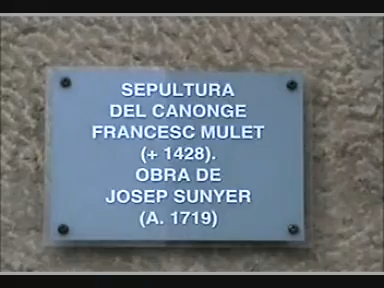 SEPULTURA
DEL CANONGE
FRANCESC MULET
(+ 1428).
OBRA DE
JOSEP SUNYER
(A. 1719)